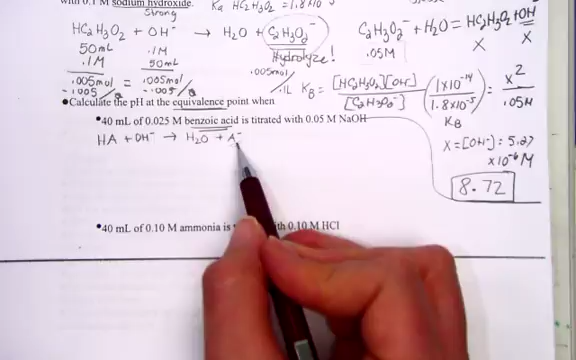 with 0.1 M sodium hydroxide. Ka HC2H3O2 = 1.8x10
strong
HC2H3O2 + OH⁻ → H2O + C2H3O2⁻ C2H3O2⁻ + H2O = HC2H3O2 + OH
50mL 50mL Hydrolyze! .05M X X
.1M .1M
.005mol = .005mol .005mol/.1L KB = [HC2H3O2][OH⁻]/[C2H3O2⁻] (1x10⁻¹⁴/1.8x10⁻⁵) = x²/.05M
-.005 -.005 KB
•Calculate the pH at the equivalence point when
•40 mL of 0.025 M benzoic acid is titrated with 0.05 M NaOH
X=[OH⁻]: 5.27 x10⁻⁶ M
HA + OH⁻ → H2O + A⁻
8.72
•40 mL of 0.10 M ammonia is with 0.10 M HCl